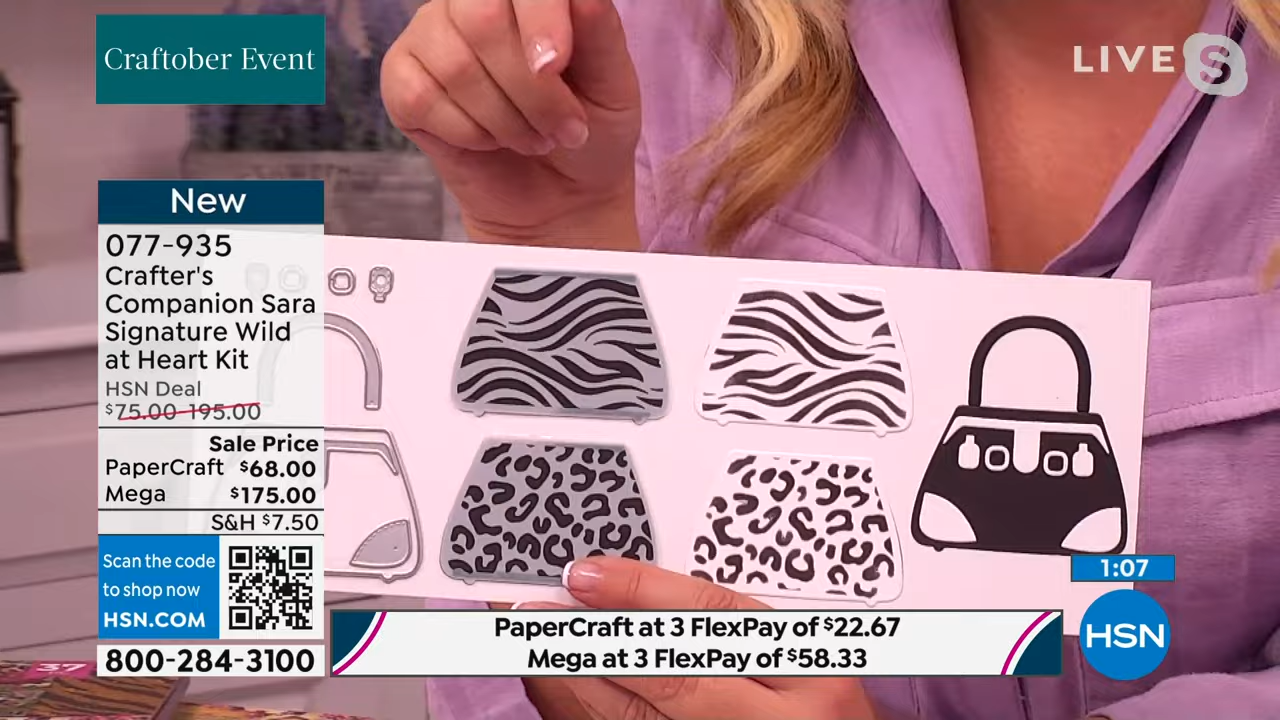 Craftober Event
LIVE S
New
077-935
Crafter's
Companion Sara
Signature Wild
at Heart Kit
HSN Deal
$75.00-195.00
Sale Price
PaperCraft $68.00
Mega $175.00
S&H $7.50
Scan the code
to shop now
HSN.COM
800-284-3100
PaperCraft at 3 FlexPay of $22.67
Mega at 3 FlexPay of $58.33
1:07
HSN
37